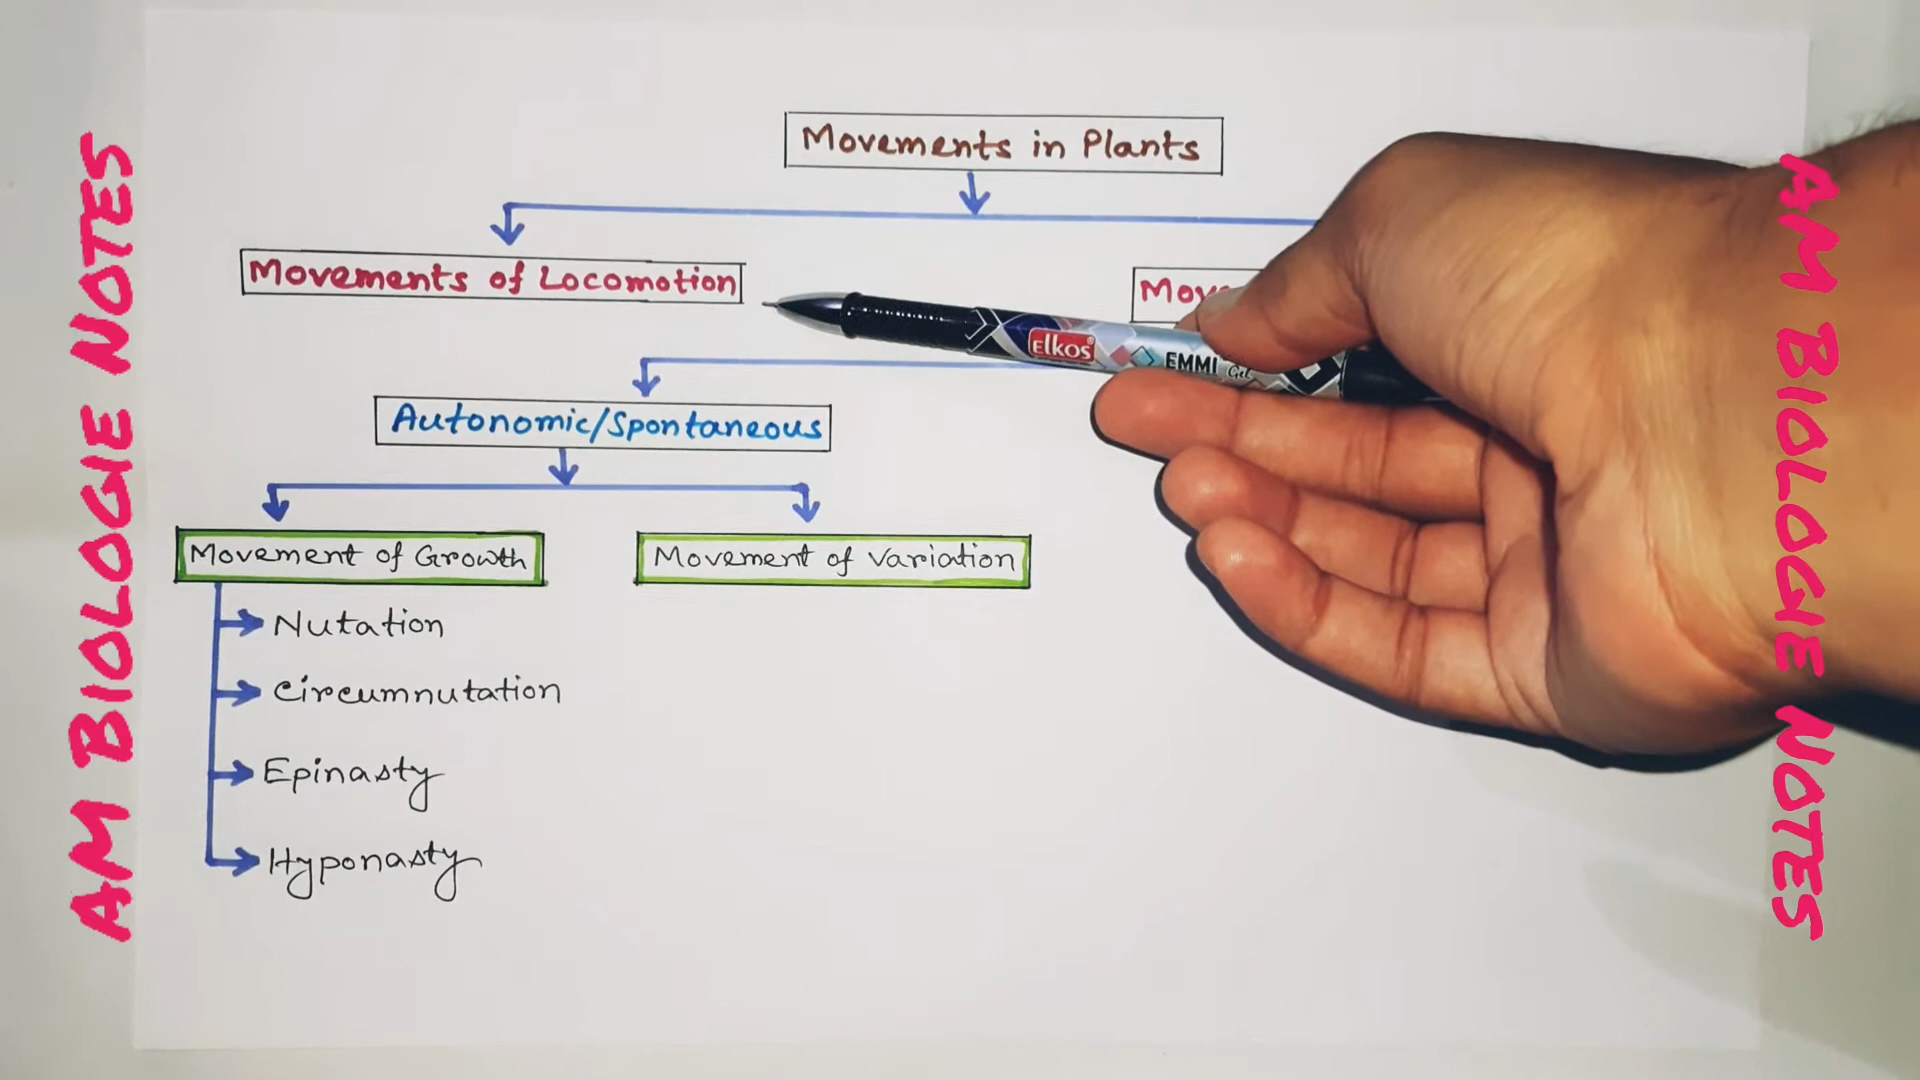 Movements in Plants
Movements of Locomotion
Elkos
EMMI
Gel
Autonomic/Spontaneous
Movement of Growth
Movement of Variation
Nutation
Circumnutation
Epinasty
Hyponasty
AM BIOLOGIE NOTES
AM BIOLOGIE NOTES